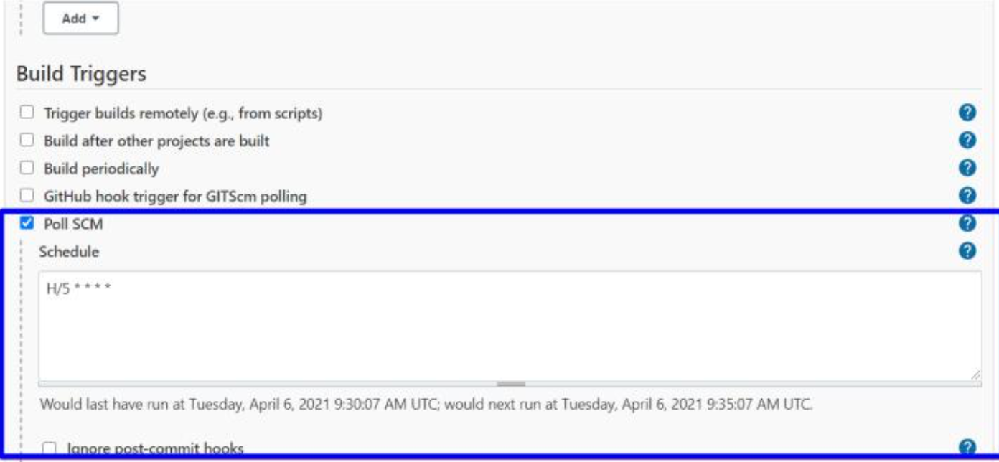 Add
Build Triggers
Trigger builds remotely (e.g., from scripts)
Build after other projects are built
Build periodically
GitHub hook trigger for GITScm polling
Poll SCM
Schedule
H/5 * * * *
Would last have run at Tuesday, April 6, 2021 9:30:07 AM UTC; would next run at Tuesday, April 6, 2021 9:35:07 AM UTC.
Ignore post-commit hooks